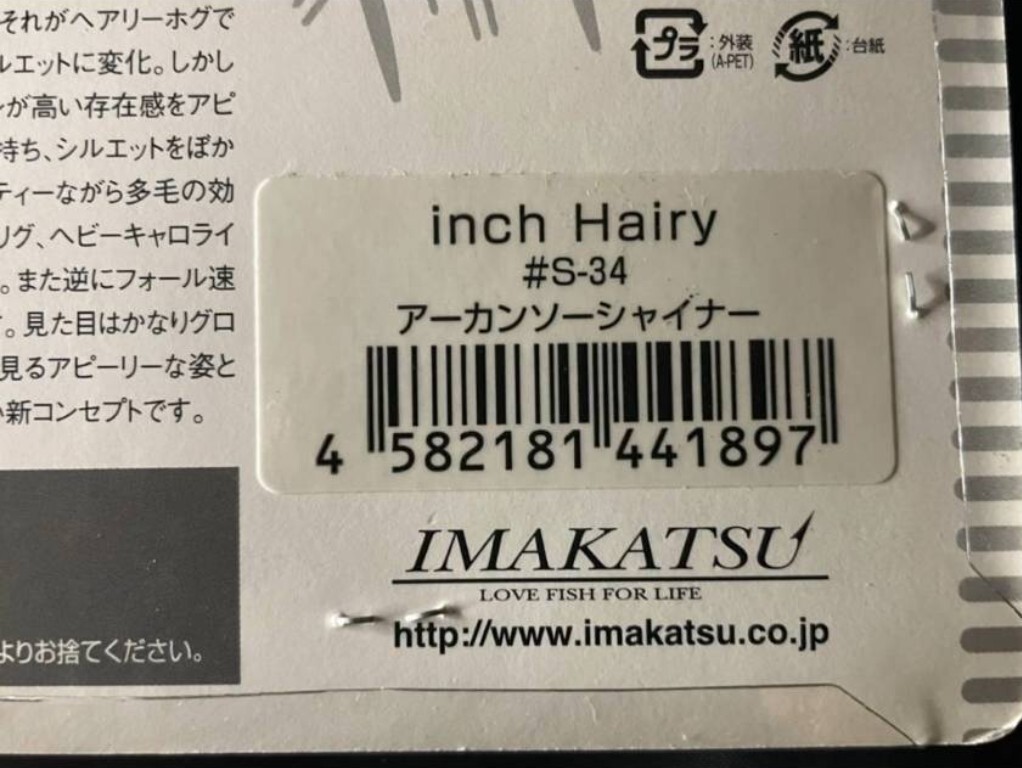 それがヘアリーホグで
ルエットに変化。しかし
が高い存在感をアピ
持ち、シルエットをぼか
ティーながら多毛の効
リグ、ヘビーキャロライ
。また逆にフォール速
。見た目はかなりグロ
見るアピーリーな姿と
い新コンセプトです。
よりお捨てください。
プラ :外装
(A-PET)
紙 :台紙
inch Hairy
#S-34
アーカンソーシャイナー
4 582181 441897
IMAKATSU
LOVE FISH FOR LIFE
http://www.imakatsu.co.jp